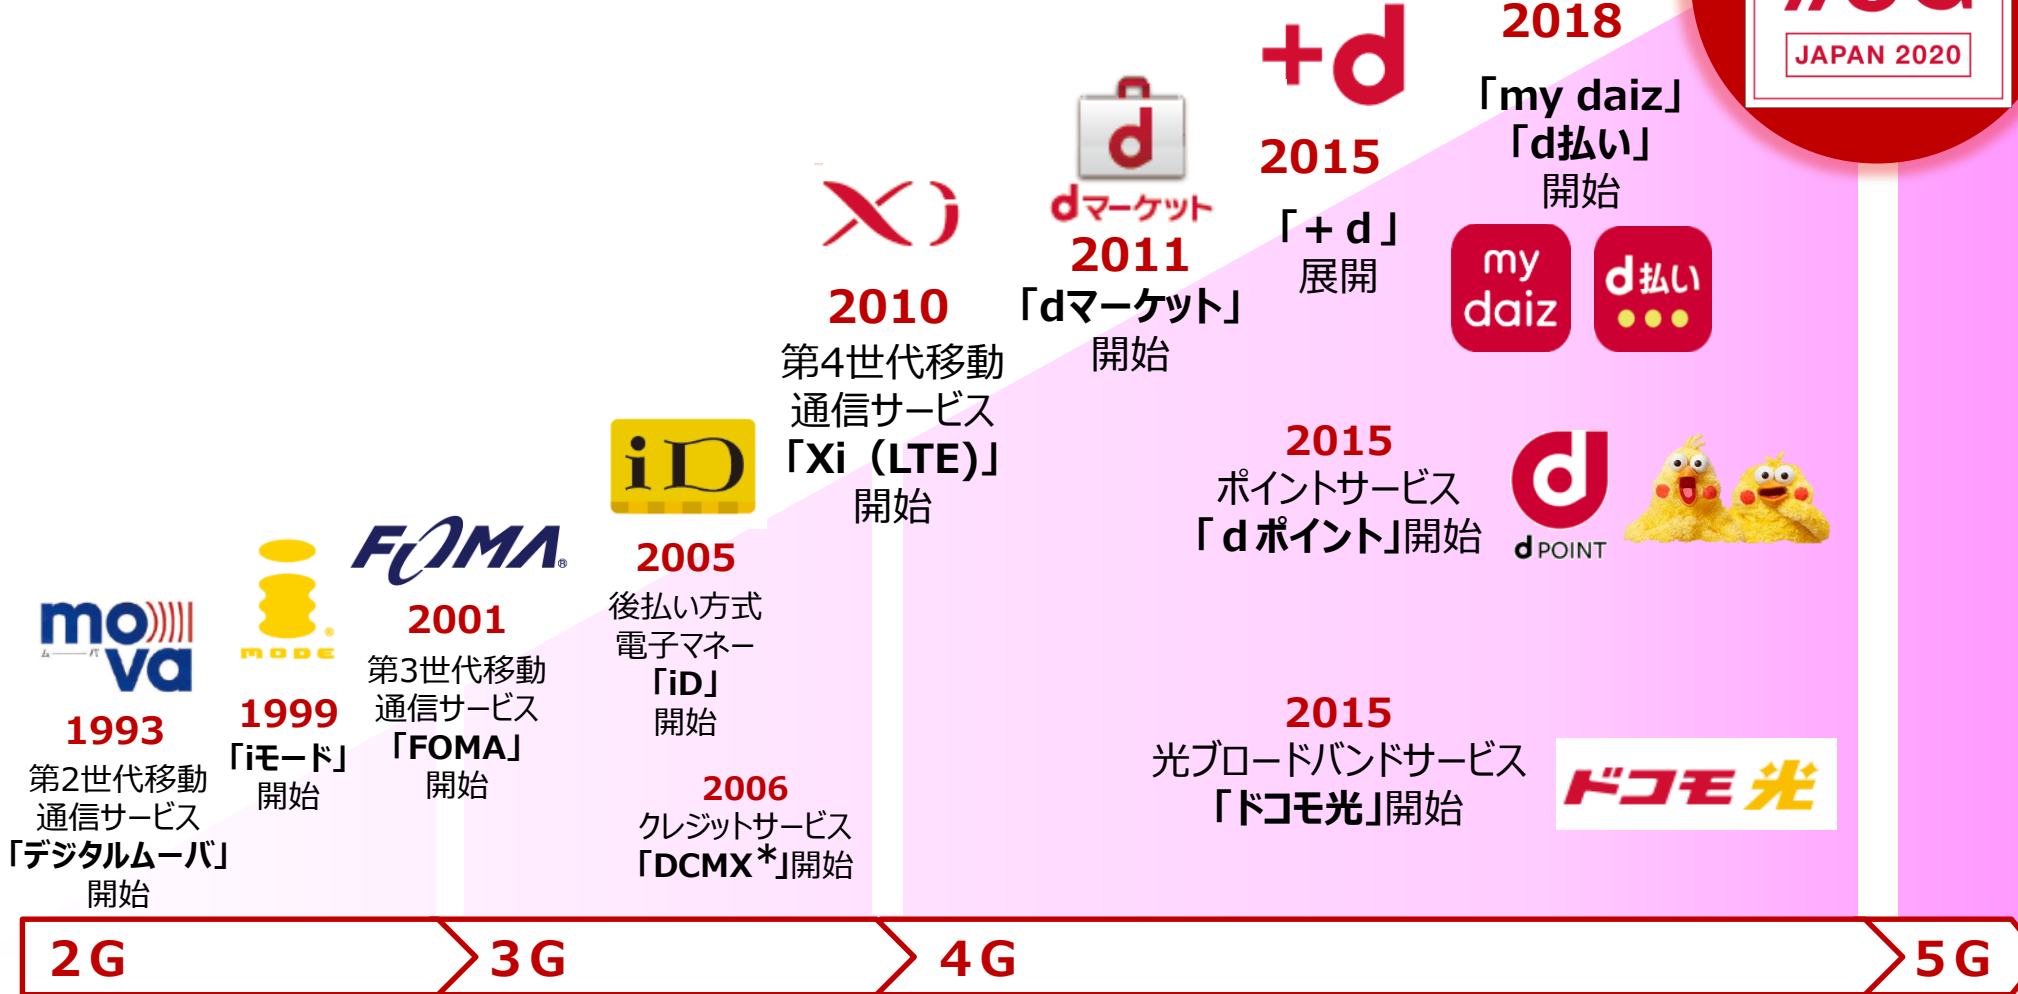 mova
ムーバ
1993
第2世代移動
通信サービス
「デジタルムーバ」
開始
i MODE
1999
「iモード」
開始
FOMA®
2001
第3世代移動
通信サービス
「FOMA」
開始
iD
2005
後払い方式
電子マネー
「iD」
開始
2006
クレジットサービス
「DCMX*」開始
Xi
2010
第4世代移動
通信サービス
「Xi（LTE)」
開始
d
dマーケット
2011
「dマーケット」
開始
+d
2015
「+ d 」
展開
2018
「my daiz」
「d払い」
開始
my
daiz
d払い
JAPAN 2020
2015
ポイントサービス
「ｄポイント」開始
d
d POINT
2015
光ブロードバンドサービス
「ドコモ光」開始
ドコモ光
2G
3G
4G
5G